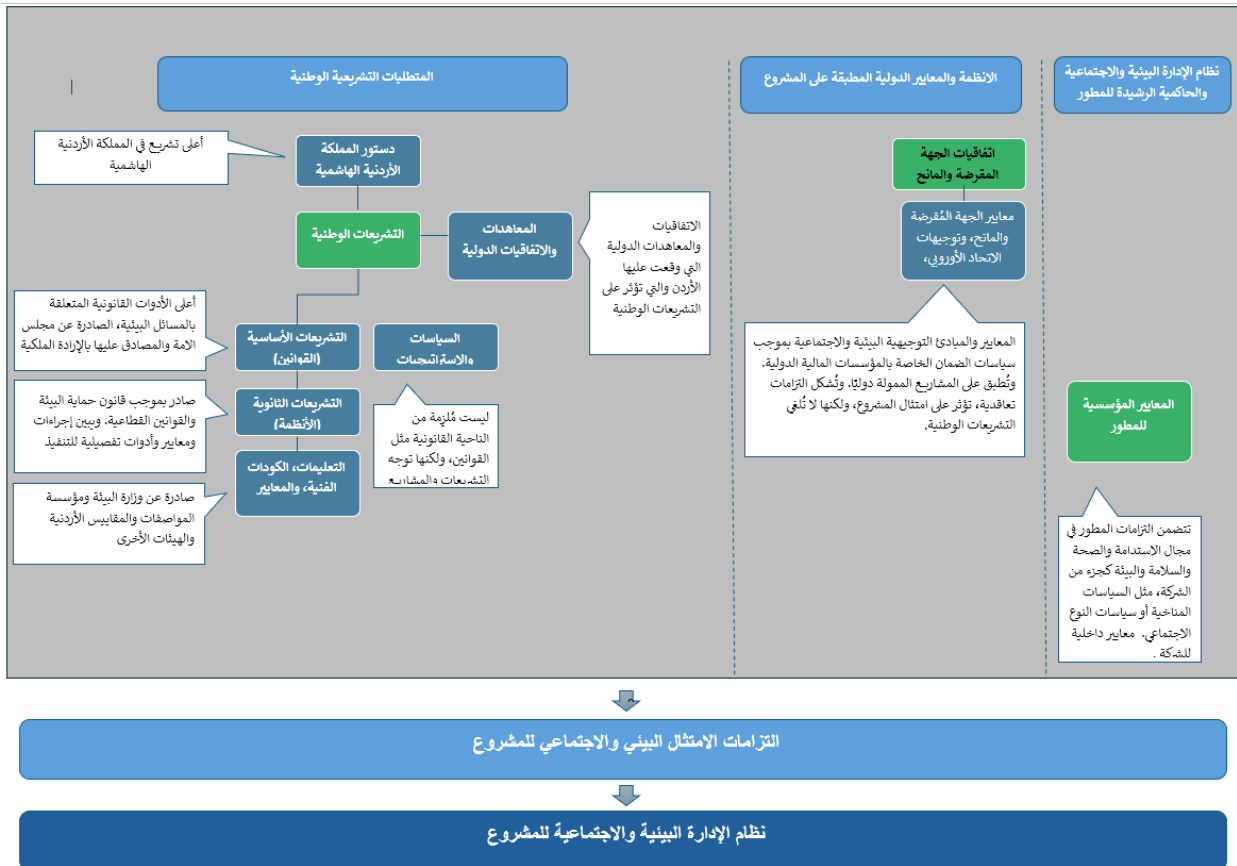 نظام الإدارة البيئية والاجتماعية
والحاكمية الرشيدة للمطور
الانظمة والمعايير الدولية المطبقة على المشروع
المتطلبات التشريعية الوطنية
اتفاقيات الجهة
المقرضة والمانح
معايير الجهة المُقرضة
والمانح، وتوجيهات
الاتحاد الأوروبي،
المعايير والمبادئ التوجيهية البيئية والاجتماعية بموجب
سياسات الضمان الخاصة بالمؤسسات المالية الدولية.
وتُطبق على المشاريع الممولة دوليًا. وتُشكل التزامات
تعاقدية، تؤثر على امتثال المشروع، ولكنها لا تُلغي
التشريعات الوطنية.
المعايير المؤسسية
للمطور
تتضمن التزامات المطور في
مجال الاستدامة والصحة
والسلامة والبيئة كجزء من
الشركة، مثل السياسات
المناخية أو سياسات النوع
الاجتماعي. معايير داخلية
للشركة .
دستور المملكة
الأردنية الهاشمية
أعلى تشريع في المملكة الأردنية
الهاشمية
التشريعات الوطنية
المعاهدات
والاتفاقيات الدولية
الاتفاقيات
والمعاهدات الدولية
التي وقعت عليها
الأردن والتي تؤثر على
التشريعات الوطنية
السياسات
والاستراتيجيات
ليست مُلزمة من
الناحية القانونية مثل
القوانين، ولكنها توجه
التشريعات والمشاريع
التشريعات الأساسية
(القوانين)
أعلى الأدوات القانونية المتعلقة
بالمسائل البيئية، الصادرة عن مجلس
الامة والمصادق عليها بالإرادة الملكية
التشريعات الثانوية
(الأنظمة)
صادر بموجب قانون حماية البيئة
والقوانين القطاعية. ويبين إجراءات
ومعايير وأدوات تفصيلية للتنفيذ
التعليمات، الكودات
الفنية، والمعايير
صادرة عن وزارة البيئة ومؤسسة
المواصفات والمقاييس الأردنية
والهيئات الأخرى
التزامات الامتثال البيئي والاجتماعي للمشروع
نظام الإدارة البيئية والاجتماعية للمشروع